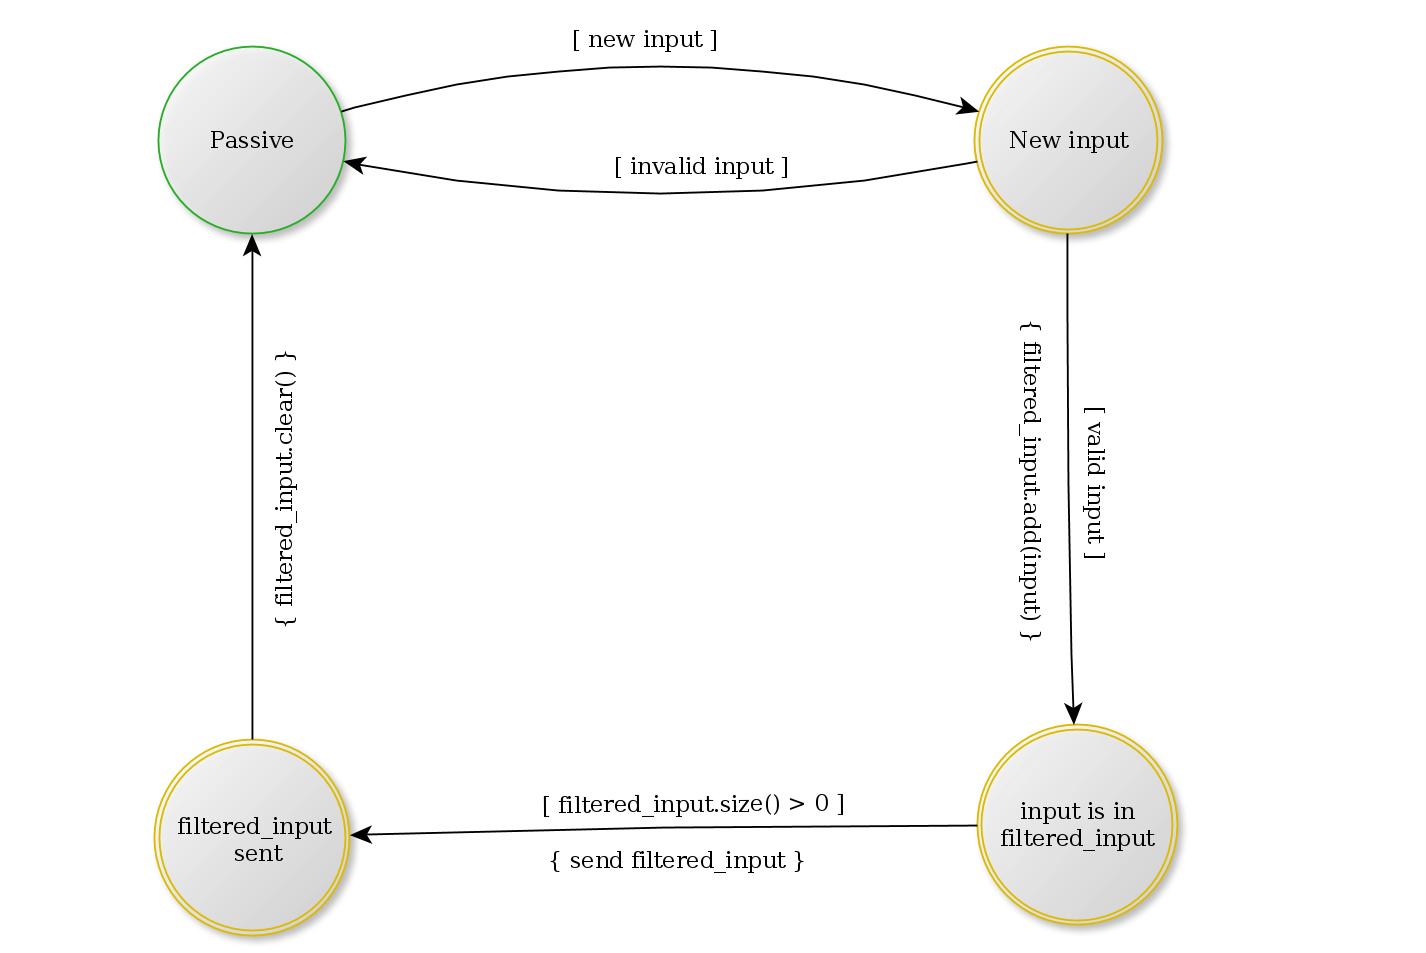 [ new input ]
Passive
New input
[ invalid input ]
{ filtered_input.clear() }
{ filtered_input.add(input) }
[ valid input ]
[ filtered_input.size() > 0 ]
{ send filtered_input }
filtered_input
sent
input is in
filtered_input